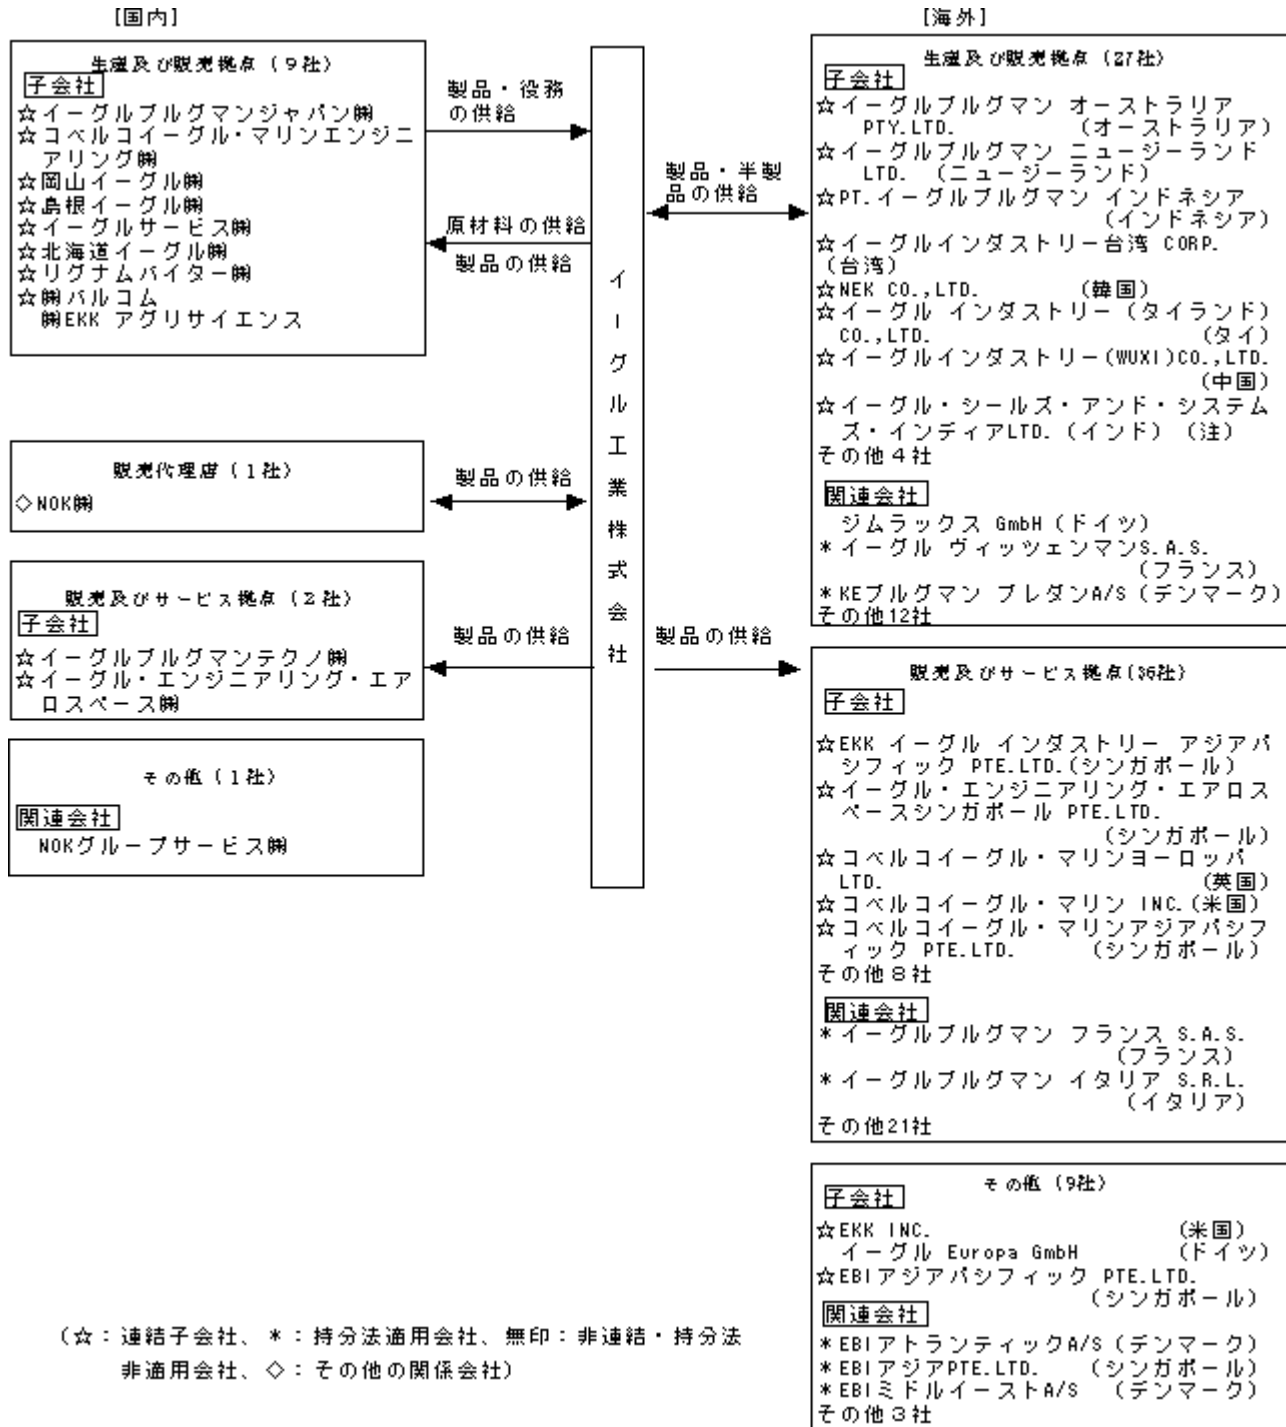 [国内]
生産及び販売拠点（９社）
子会社
☆イーグルブルグマンジャパン㈱
☆コベルコイーグル・マリンエンジニ
アリング㈱
☆岡山イーグル㈱
☆島根イーグル㈱
☆イーグルサービス㈱
☆北海道イーグル㈱
☆リグナムバイター㈱
☆㈱バルコム
㈱EKK アグリサイエンス
製品・役務
の供給
原材料の供給
製品の供給
販売代理店（１社）
◇NOK㈱
製品の供給
販売及びサービス拠点（２社）
子会社
☆イーグルブルグマンテクノ㈱
☆イーグル・エンジニアリング・エア
ロスペース㈱
製品の供給
その他（１社）
関連会社
NOKグループサービス㈱
イーグル工業株式会社
製品・半製
品の供給
製品の供給
[海外]
生産及び販売拠点（27社）
子会社
☆イーグルブルグマン オーストラリア
PTY.LTD. （オーストラリア）
☆イーグルブルグマン ニュージーランド
LTD. （ニュージーランド）
☆PT.イーグルブルグマン インドネシア
（インドネシア）
☆イーグルインダストリー台湾 CORP.
（台湾）
☆NEK CO.,LTD. （韓国）
☆イーグル インダストリー（タイランド）
CO.,LTD. （タイ）
☆イーグルインダストリー(WUXI)CO.,LTD.
（中国）
☆イーグル・シールズ・アンド・システム
ズ・インディアLTD.（インド）（注）
その他４社
関連会社
ジムラックス GmbH（ドイツ）
＊イーグル ヴィッツェンマンS.A.S.
（フランス）
＊KEブルグマン ブレダンA/S（デンマーク）
その他12社
販売及びサービス拠点(36社)
子会社
☆EKK イーグル インダストリー アジアパ
シフィック PTE.LTD.（シンガポール）
☆イーグル・エンジニアリング・エアロス
ペースシンガポール PTE.LTD.
（シンガポール）
☆コベルコイーグル・マリンヨーロッパ
LTD. （英国）
☆コベルコイーグル・マリン INC.（米国）
☆コベルコイーグル・マリンアジアパシフ
ィック PTE.LTD. （シンガポール）
その他８社
関連会社
＊イーグルブルグマン フランス S.A.S.
（フランス）
＊イーグルブルグマン イタリア S.R.L.
（イタリア）
その他21社
その他（9社）
子会社
☆EKK INC. （米国）
イーグル Europa GmbH （ドイツ）
☆EBIアジアパシフィック PTE.LTD.
（シンガポール）
関連会社
＊EBIアトランティックA/S（デンマーク）
＊EBIアジアPTE.LTD. （シンガポール）
＊EBIミドルイーストA/S （デンマーク）
その他３社
（☆：連結子会社、＊：持分法適用会社、無印：非連結・持分法
非適用会社、◇：その他の関係会社）